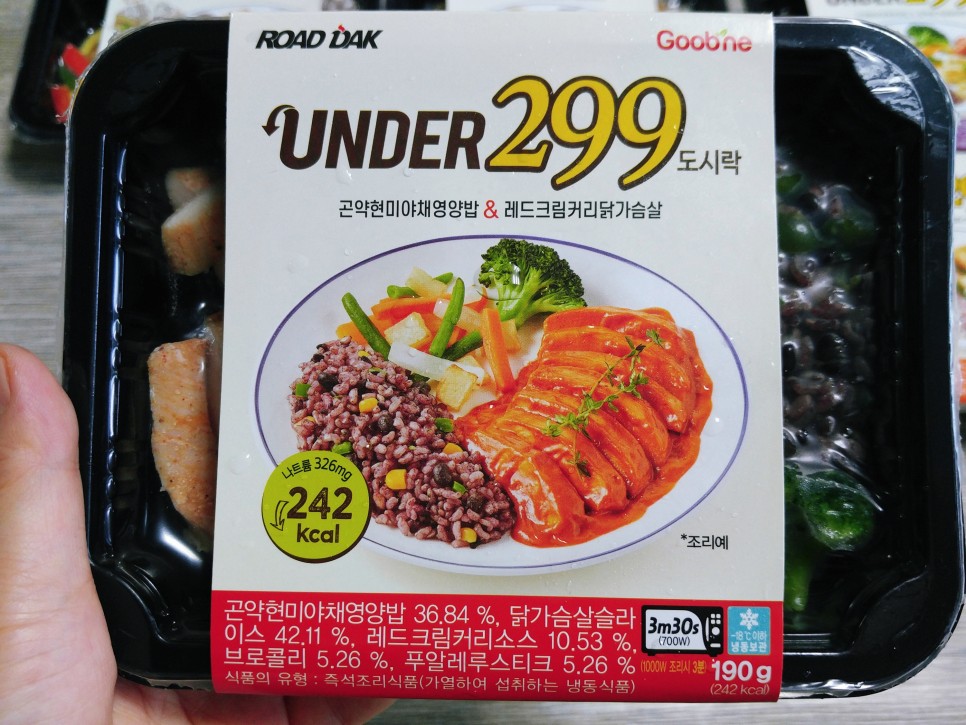 ROAD DAK
Goobne
UNDER299 도시락
곤약현미야채영양밥 & 레드크림커리닭가슴살
나트륨 326mg
242
kcal
*조리예
곤약현미야채영양밥 36.84 %, 닭가슴살슬라
이스 42.11 %, 레드크림커리소스 10.53 %,
브로콜리 5.26 %, 푸알레루스티크 5.26 %
식품의 유형 : 즉석조리식품(가열하여 섭취하는 냉동식품)
3m30s
(700W)
(1000W 조리시 3분)
-18℃이하
냉동보관
190g
(242 kcal)